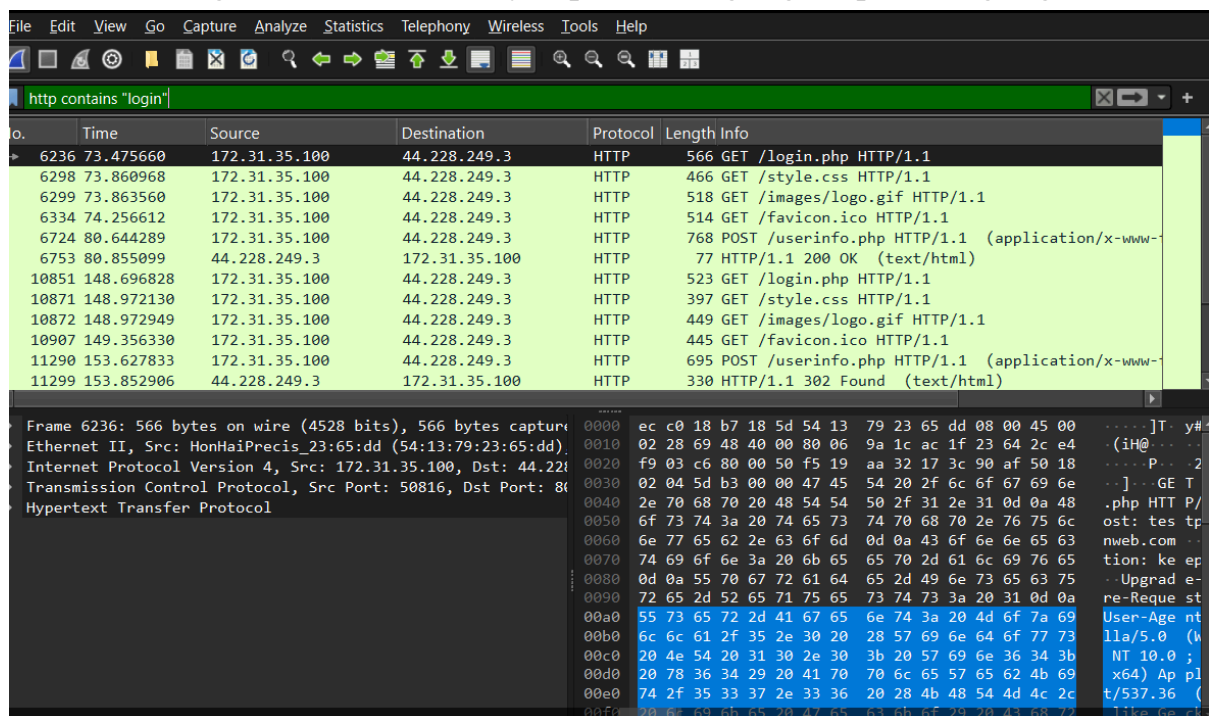 File Edit View Go Capture Analyze Statistics Telephony Wireless Tools Help
http contains "login"
No. Time Source Destination Protocol Length Info
6236 73.475660 172.31.35.100 44.228.249.3 HTTP 566 GET /login.php HTTP/1.1
6298 73.860968 172.31.35.100 44.228.249.3 HTTP 466 GET /style.css HTTP/1.1
6299 73.863560 172.31.35.100 44.228.249.3 HTTP 518 GET /images/logo.gif HTTP/1.1
6334 74.256612 172.31.35.100 44.228.249.3 HTTP 514 GET /favicon.ico HTTP/1.1
6724 80.644289 172.31.35.100 44.228.249.3 HTTP 768 POST /userinfo.php HTTP/1.1 (application/x-www-
6753 80.855099 44.228.249.3 172.31.35.100 HTTP 77 HTTP/1.1 200 OK (text/html)
10851 148.696828 172.31.35.100 44.228.249.3 HTTP 523 GET /login.php HTTP/1.1
10871 148.972130 172.31.35.100 44.228.249.3 HTTP 397 GET /style.css HTTP/1.1
10872 148.972949 172.31.35.100 44.228.249.3 HTTP 449 GET /images/logo.gif HTTP/1.1
10907 149.356330 172.31.35.100 44.228.249.3 HTTP 445 GET /favicon.ico HTTP/1.1
11290 153.627833 172.31.35.100 44.228.249.3 HTTP 695 POST /userinfo.php HTTP/1.1 (application/x-www-
11299 153.852906 44.228.249.3 172.31.35.100 HTTP 330 HTTP/1.1 302 Found (text/html)
Frame 6236: 566 bytes on wire (4528 bits), 566 bytes capture
Ethernet II, Src: HonHaiPrecis_23:65:dd (54:13:79:23:65:dd)
Internet Protocol Version 4, Src: 172.31.35.100, Dst: 44.228
Transmission Control Protocol, Src Port: 50816, Dst Port: 80
Hypertext Transfer Protocol
0000 ec c0 18 b7 18 5d 54 13 79 23 65 dd 08 00 45 00 ·····]T· y#
0010 02 28 69 48 40 00 80 06 9a 1c ac 1f 23 64 2c e4 ·(iH@··· ···
0020 f9 03 c6 80 00 50 f5 19 aa 32 17 3c 90 af 50 18 ·····P·· ·2
0030 02 04 5d b3 00 00 47 45 54 20 2f 6c 6f 67 69 6e ··]···GE T
0040 2e 70 68 70 20 48 54 54 50 2f 31 2e 31 0d 0a 48 .php HTT P/
0050 6f 73 74 3a 20 74 65 73 74 70 68 70 2e 76 75 6c ost: tes tp
0060 6e 77 65 62 2e 63 6f 6d 0d 0a 43 6f 6e 6e 65 63 nweb.com ··
0070 74 69 6f 6e 3a 20 6b 65 65 70 2d 61 6c 69 76 65 tion: ke ep
0080 0d 0a 55 70 67 72 61 64 65 2d 49 6e 73 65 63 75 ··Upgrad e-
0090 72 65 2d 52 65 71 75 65 73 74 73 3a 20 31 0d 0a re-Reque st
00a0 55 73 65 72 2d 41 67 65 6e 74 3a 20 4d 6f 7a 69 User-Age nt
00b0 6c 6c 61 2f 35 2e 30 20 28 57 69 6e 64 6f 77 73 lla/5.0 (W
00c0 20 4e 54 20 31 30 2e 30 3b 20 57 69 6e 36 34 3b NT 10.0 ;
00d0 20 78 36 34 29 20 41 70 70 6c 65 57 65 62 4b 69 x64) Ap pl
00e0 74 2f 35 33 37 2e 33 36 20 28 4b 48 54 4d 4c 2c t/537.36 (
00f0 20 6c 69 6b 65 20 47 65 63 6b 6f 29 20 43 68 72 like Ge ck